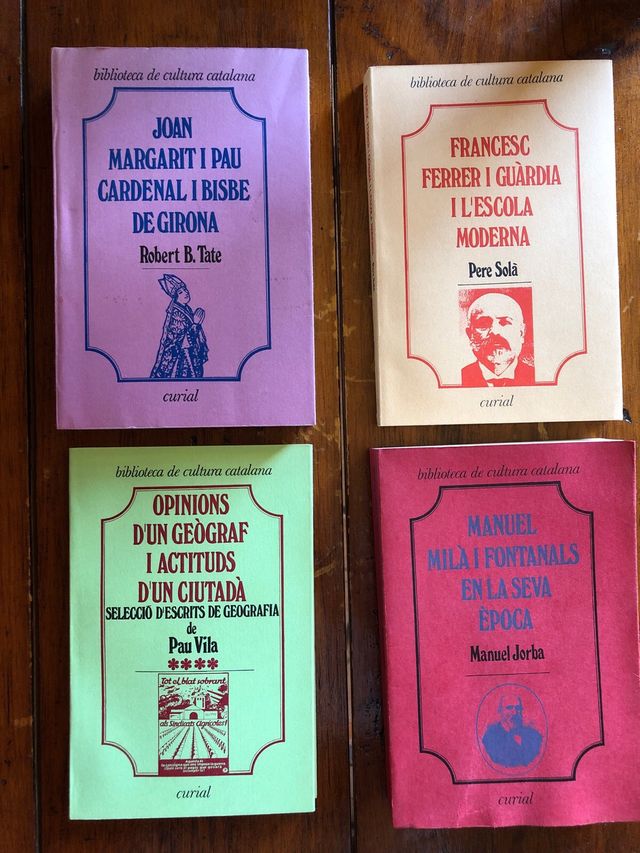 biblioteca de cultura catalana
JOAN
MARGARIT I PAU
CARDENAL I BISBE
DE GIRONA
Robert B. Tate
curial
biblioteca de cultura catalana
FRANCESC
FERRER I GUÀRDIA
I L'ESCOLA
MODERNA
Pere Solà
curial
biblioteca de cultura catalana
OPINIONS
D'UN GEÒGRAF
I ACTITUDS
D'UN CIUTADÀ
SELECCIÓ D'ESCRITS DE GEOGRAFIA
de
Pau Vila
****
Tot el blat sobrant
als Sindicats Agrícoles!
curial
biblioteca de cultura catalana
MANUEL
MILÀ I FONTANALS
EN LA SEVA
ÈPOCA
Manuel Jorba
curial